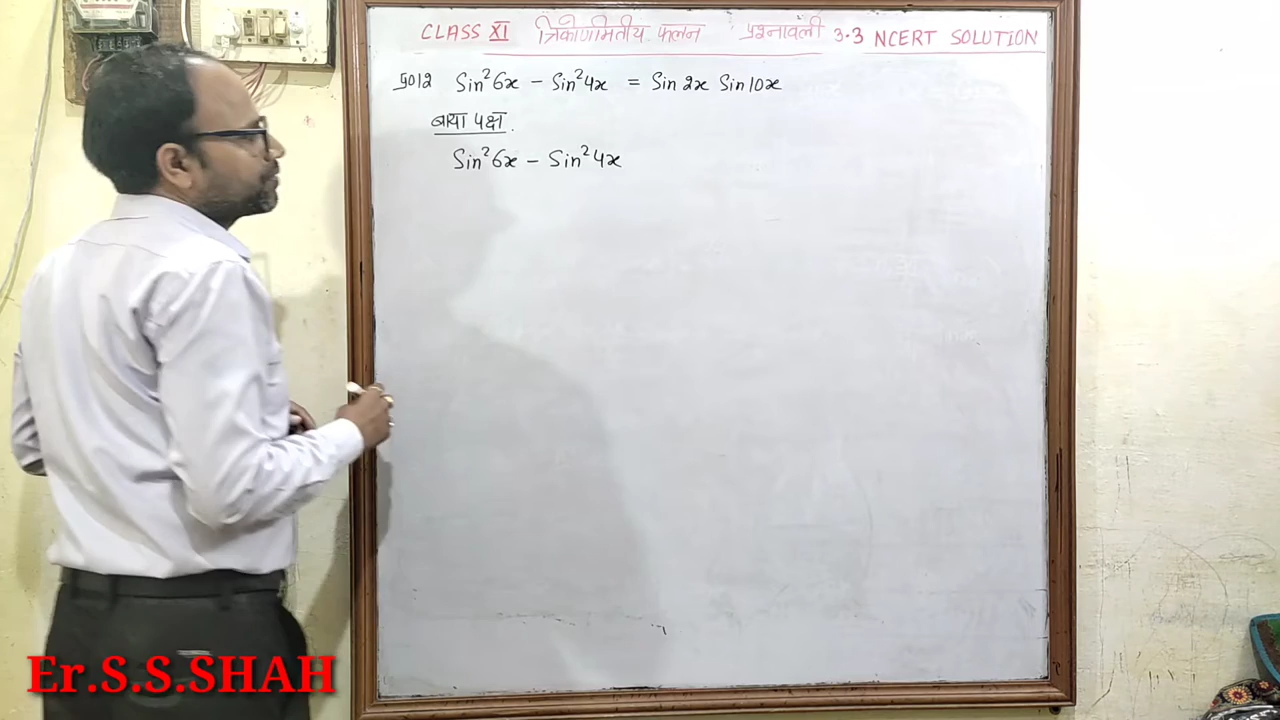 CLASS XI त्रिकोणमितीय फलन प्रश्नावली 3.3 NCERT SOLUTION
प्र012 Sin²6x - Sin²4x = Sin 2x Sin 10x
बाया पक्ष.
Sin²6x - Sin²4x
Er.S.S.SHAH